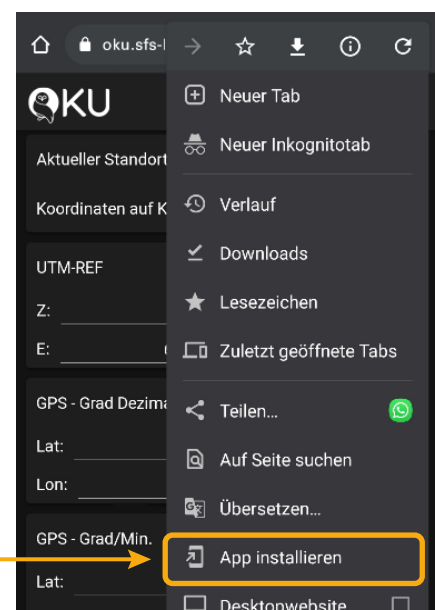 oku.sfs-
KU
Aktueller Standort
Koordinaten auf K
UTM-REF
Z:
E:
GPS - Grad Dezima
Lat:
Lon:
GPS - Grad/Min.
Lat:
Neuer Tab
Neuer Inkognitotab
Verlauf
Downloads
Lesezeichen
Zuletzt geöffnete Tabs
Teilen...
Auf Seite suchen
Übersetzen...
App installieren
Desktopwebsite